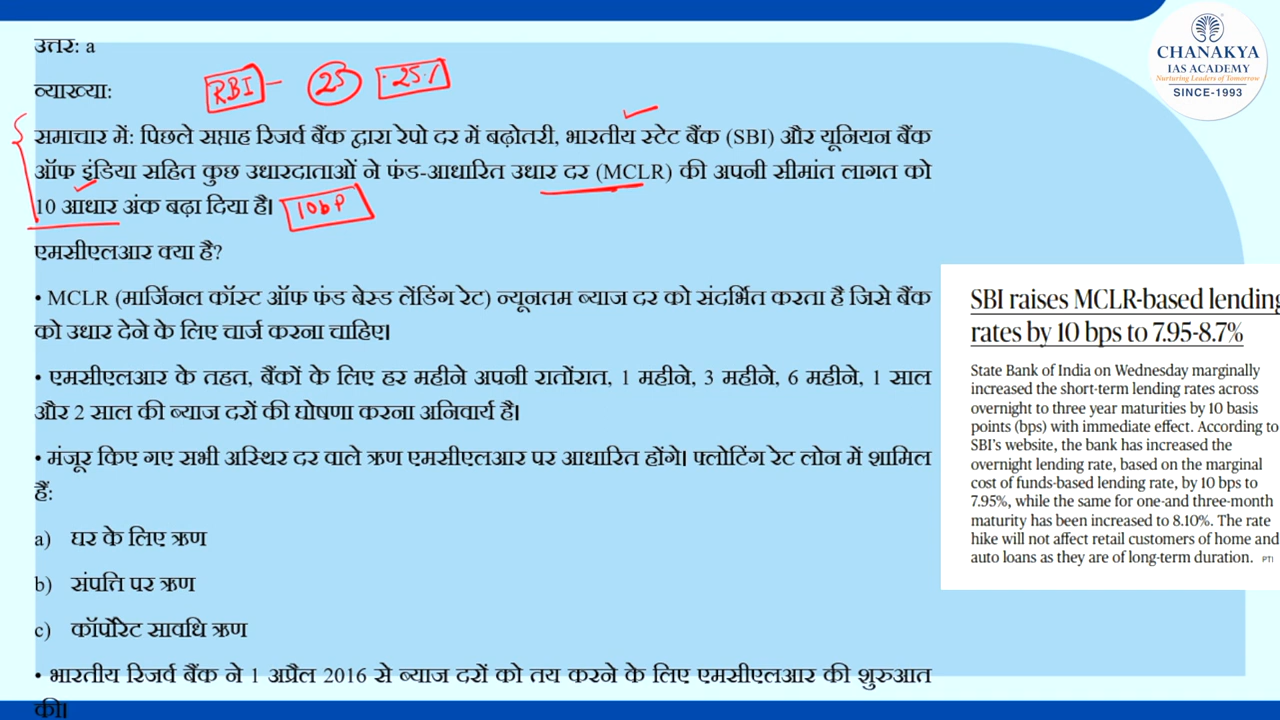 उत्तर: a
व्याख्या:
RBI - 25 .25%
समाचार में: पिछले सप्ताह रिजर्व बैंक द्वारा रेपो दर में बढ़ोतरी, भारतीय स्टेट बैंक (SBI) और यूनियन बैंक
ऑफ इंडिया सहित कुछ उधारदाताओं ने फंड-आधारित उधार दर (MCLR) की अपनी सीमांत लागत को
10 आधार अंक बढ़ा दिया है।
10bP
एमसीएलआर क्या है?
• MCLR (मार्जिनल कॉस्ट ऑफ फंड बेस्ड लेंडिंग रेट) न्यूनतम ब्याज दर को संदर्भित करता है जिसे बैंक
को उधार देने के लिए चार्ज करना चाहिए।
• एमसीएलआर के तहत, बैंकों के लिए हर महीने अपनी रातोंरात, 1 महीने, 3 महीने, 6 महीने, 1 साल
और 2 साल की ब्याज दरों की घोषणा करना अनिवार्य है।
• मंजूर किए गए सभी अस्थिर दर वाले ऋण एमसीएलआर पर आधारित होंगे। फ्लोटिंग रेट लोन में शामिल
हैं:
a) घर के लिए ऋण
b) संपत्ति पर ऋण
c) कॉर्पोरेट सावधि ऋण
• भारतीय रिजर्व बैंक ने 1 अप्रैल 2016 से ब्याज दरों को तय करने के लिए एमसीएलआर की शुरुआत
की।
CHANAKYA
IAS ACADEMY
Nurturing Leaders of Tomorrow
SINCE-1993
SBI raises MCLR-based lending
rates by 10 bps to 7.95-8.7%
State Bank of India on Wednesday marginally
increased the short-term lending rates across
overnight to three year maturities by 10 basis
points (bps) with immediate effect. According to
SBI's website, the bank has increased the
overnight lending rate, based on the marginal
cost of funds-based lending rate, by 10 bps to
7.95%, while the same for one-and three-month
maturity has been increased to 8.10%. The rate
hike will not affect retail customers of home and
auto loans as they are of long-term duration. PTI